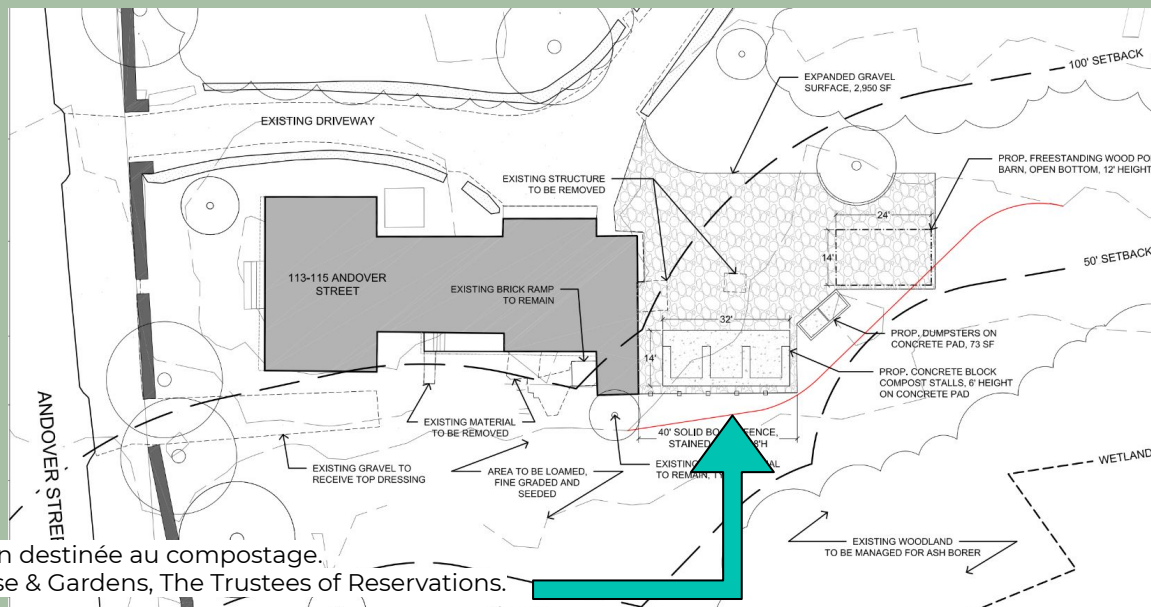 100' SETBACK
EXPANDED GRAVEL
SURFACE, 2,950 SF
EXISTING DRIVEWAY
PROP. FREESTANDING WOOD
BARN, OPEN BOTTOM, 12' HEIGHT
EXISTING STRUCTURE
TO BE REMOVED
24'
14'
50' SETBACK
113-115 ANDOVER
STREET
EXISTING BRICK RAMP
TO REMAIN
32'
14'
PROP. DUMPSTERS ON
CONCRETE PAD, 73 SF
PROP. CONCRETE BLOCK
COMPOST STALLS, 6' HEIGHT
ON CONCRETE PAD
ANDOVER
EXISTING MATERIAL
TO BE REMOVED
40' SOLID
STAINED
EXISTING
TO REMAIN,
EXISTING GRAVEL TO
RECEIVE TOP DRESSING
AREA TO BE LOAMED,
FINE GRADED AND
SEEDED
WETLAND
EXISTING WOODLAND
TO BE MANAGED FOR ASH BORER
destinée au compostage.
& Gardens, The Trustees of Reservations.